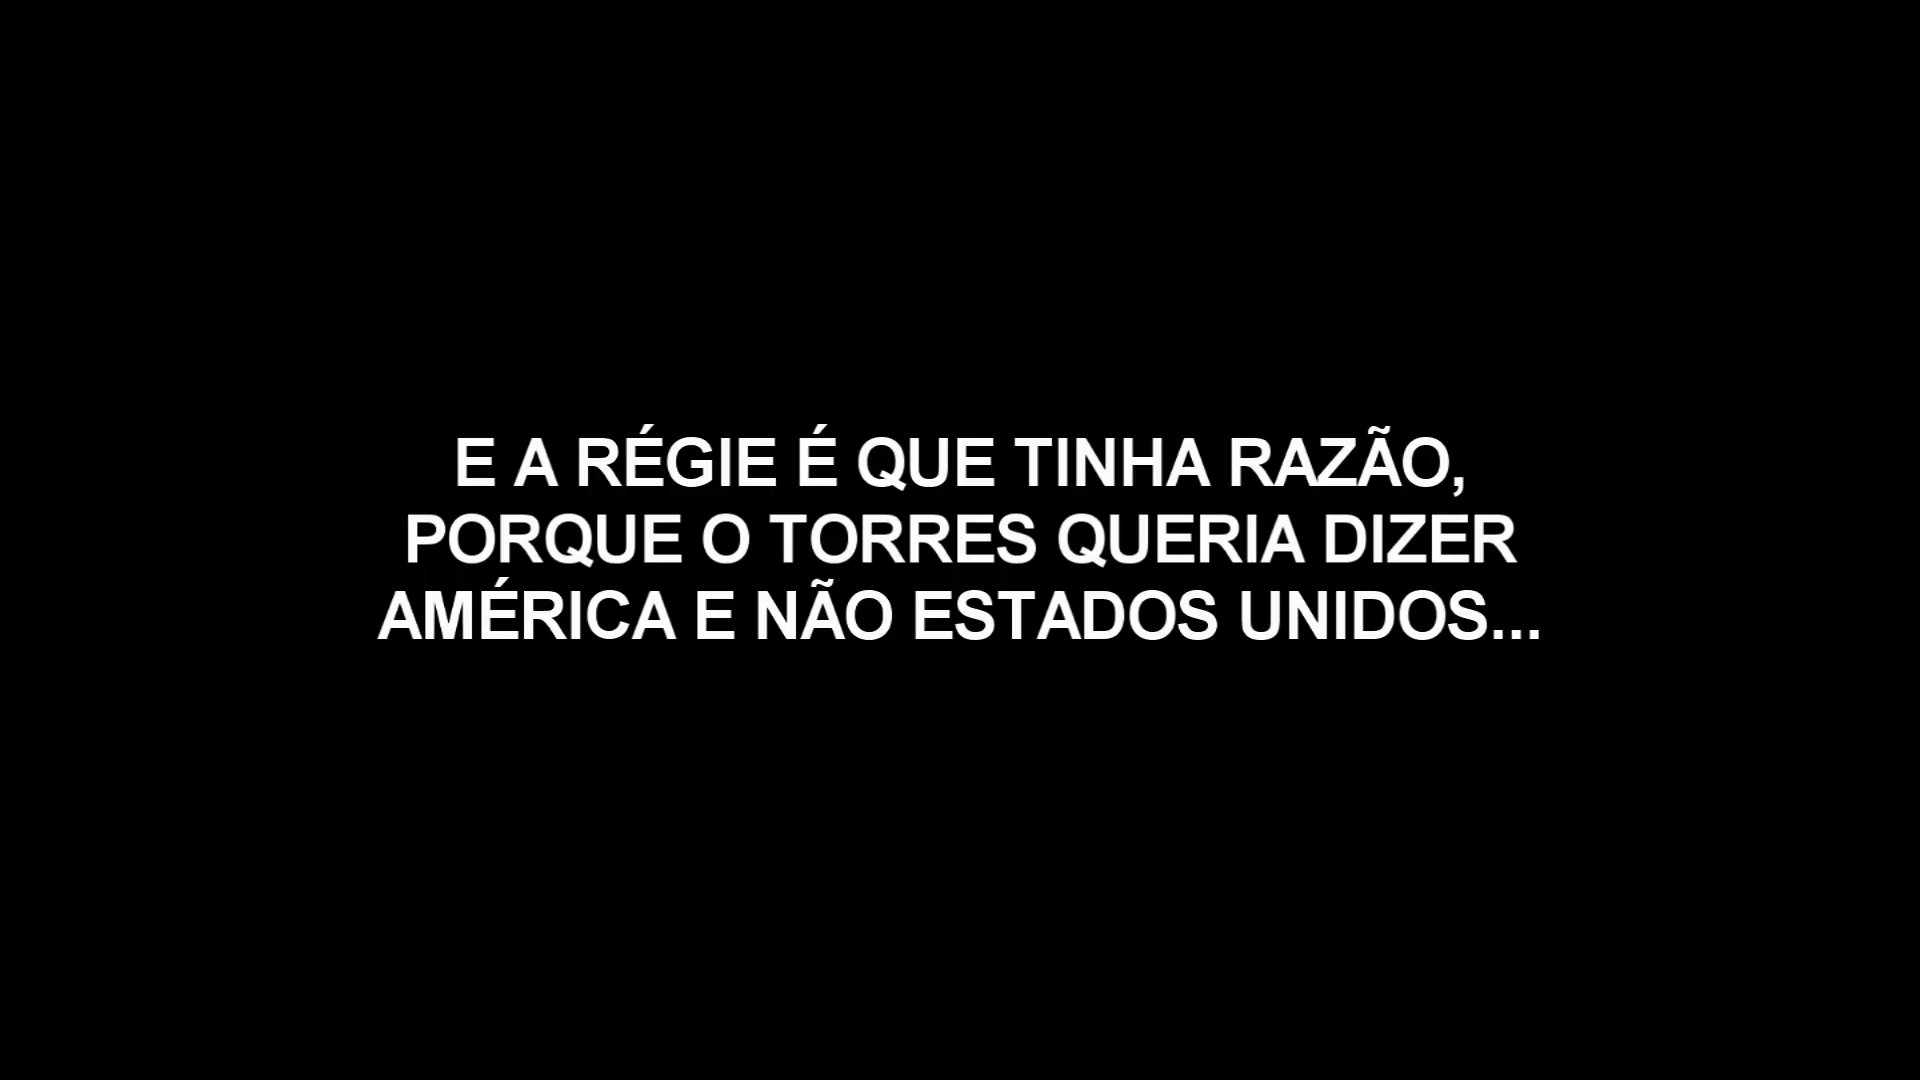 E A RÉGIE É QUE TINHA RAZÃO,
PORQUE O TORRES QUERIA DIZER
AMÉRICA E NÃO ESTADOS UNIDOS...